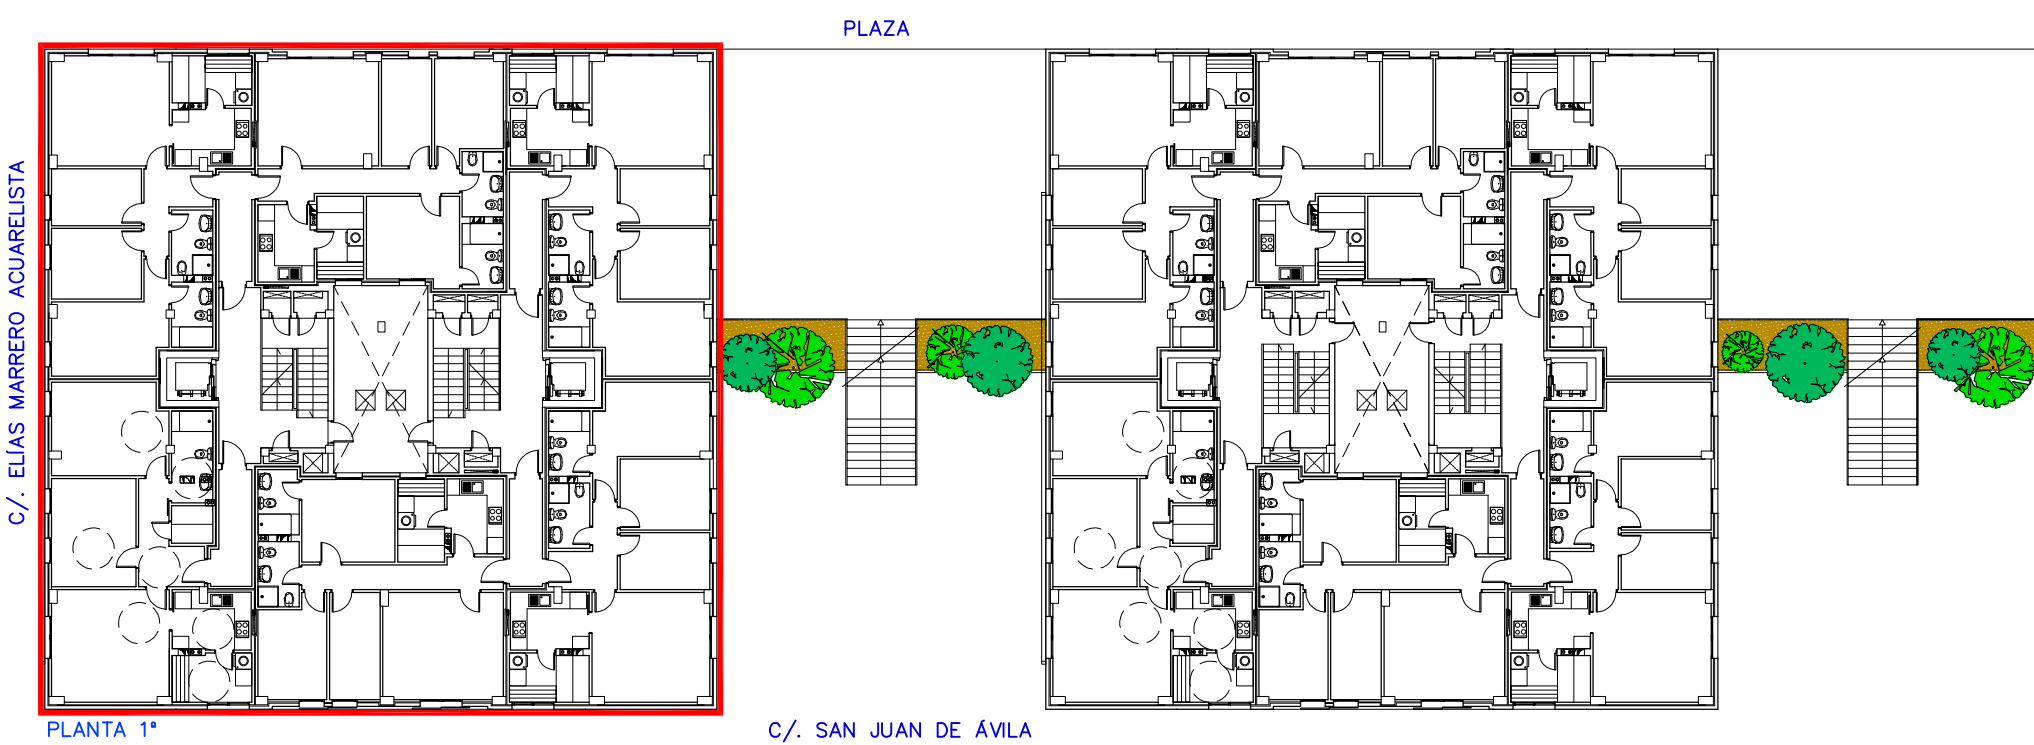 PLAZA
C/. ELÍAS MARRERO ACUARELISTA
PLANTA 1ª
C/. SAN JUAN DE ÁVILA